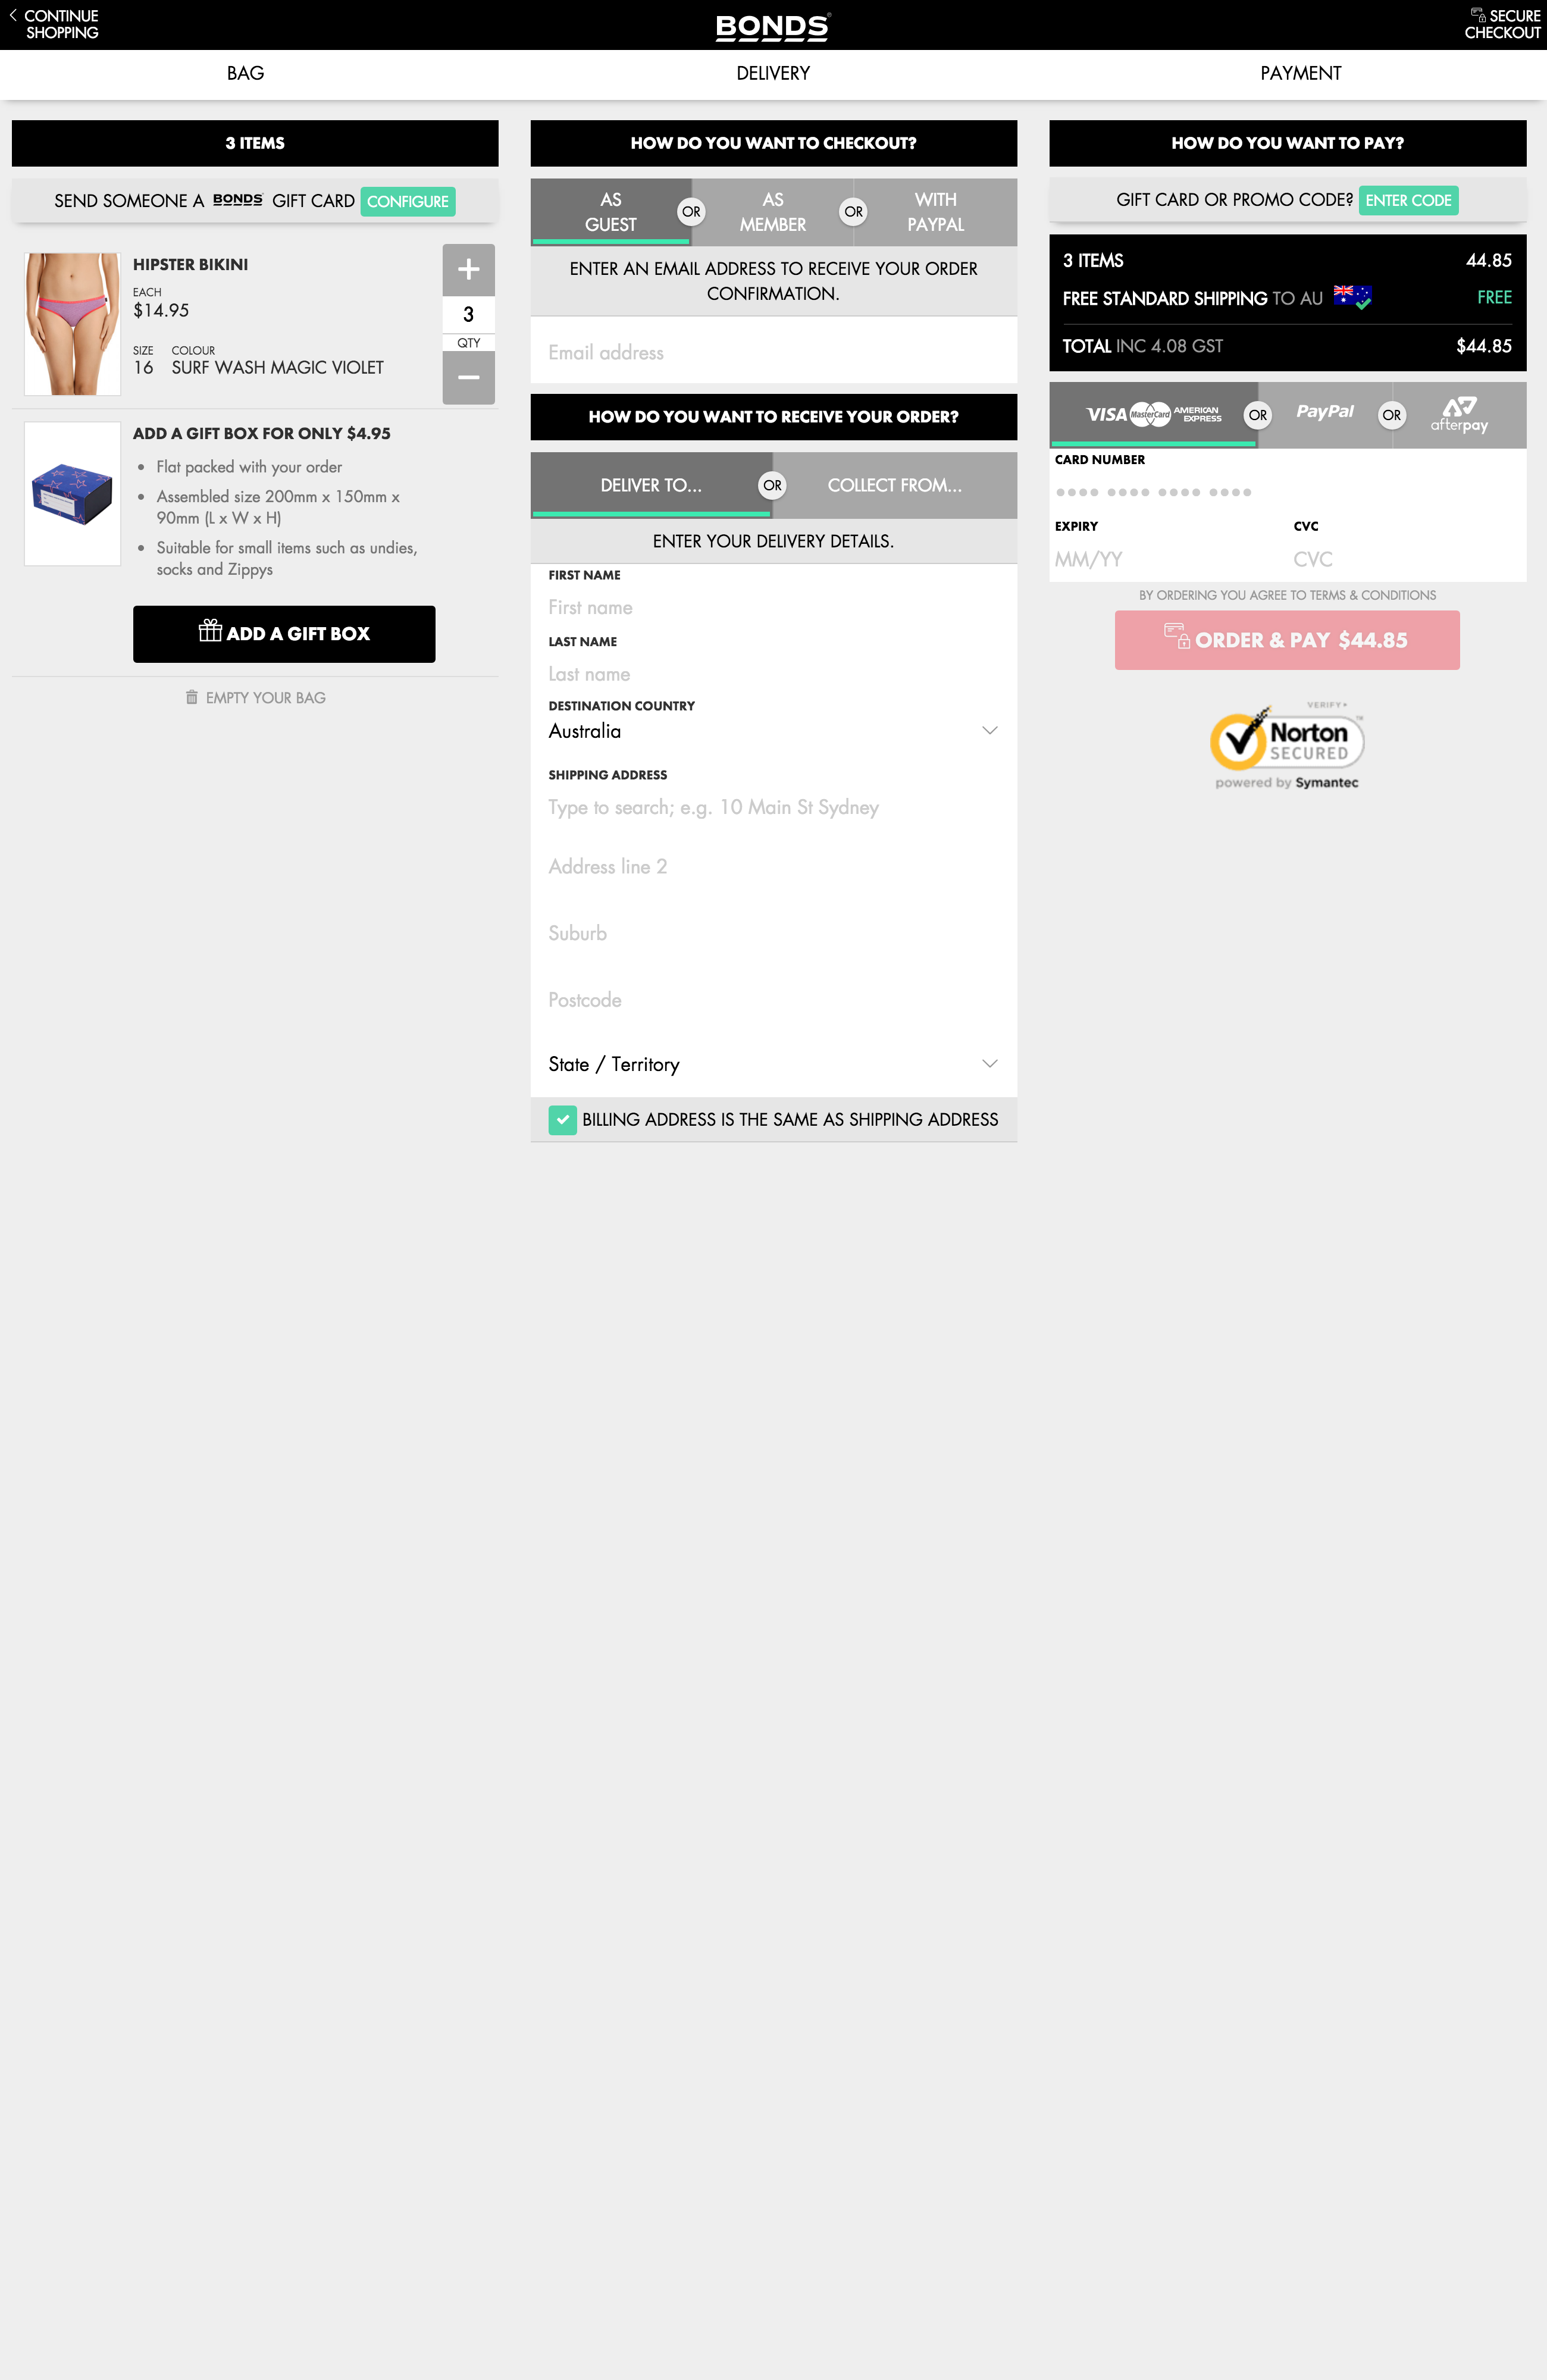 CONTINUE
SHOPPING
BONDS
SECURE
CHECKOUT
BAG
DELIVERY
PAYMENT
3 ITEMS
SEND SOMEONE A BONDS GIFT CARD CONFIGURE
HIPSTER BIKINI
EACH
$14.95
SIZE COLOUR
16 SURF WASH MAGIC VIOLET
3
QTY
ADD A GIFT BOX FOR ONLY $4.95
• Flat packed with your order
• Assembled size 200mm x 150mm x
90mm (L x W x H)
• Suitable for small items such as undies,
socks and Zippys
ADD A GIFT BOX
EMPTY YOUR BAG
HOW DO YOU WANT TO CHECKOUT?
AS
GUEST
OR
AS
MEMBER
OR
WITH
PAYPAL
ENTER AN EMAIL ADDRESS TO RECEIVE YOUR ORDER
CONFIRMATION.
Email address
HOW DO YOU WANT TO RECEIVE YOUR ORDER?
DELIVER TO...
OR
COLLECT FROM...
ENTER YOUR DELIVERY DETAILS.
FIRST NAME
First name
LAST NAME
Last name
DESTINATION COUNTRY
Australia
SHIPPING ADDRESS
Type to search; e.g. 10 Main St Sydney
Address line 2
Suburb
Postcode
State / Territory
BILLING ADDRESS IS THE SAME AS SHIPPING ADDRESS
HOW DO YOU WANT TO PAY?
GIFT CARD OR PROMO CODE? ENTER CODE
3 ITEMS 44.85
FREE STANDARD SHIPPING TO AU FREE
TOTAL INC 4.08 GST $44.85
VISA MasterCard AMERICAN EXPRESS
OR
PayPal
OR
afterpay
CARD NUMBER
•••• •••• •••• ••••
EXPIRY CVC
MM/YY CVC
BY ORDERING YOU AGREE TO TERMS & CONDITIONS
ORDER & PAY $44.85
VERIFY
Norton
SECURED
powered by Symantec